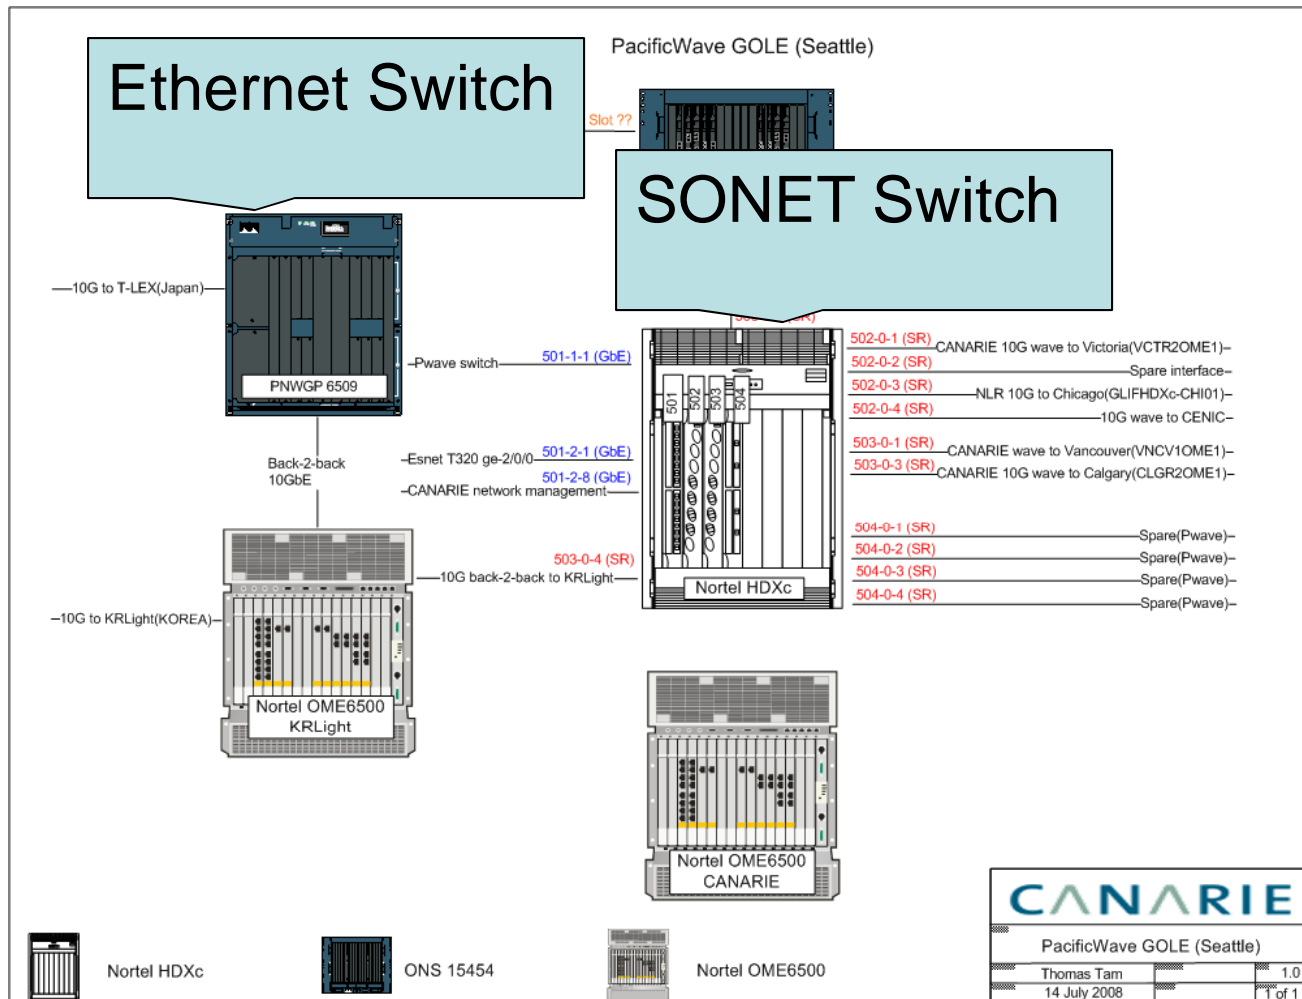 PacificWave GOLE (Seattle)
Ethernet Switch
Slot ??
SONET Switch
10G to T-LEX(Japan)
PNWGP 6509
Pwave switch
501-1-1 (GbE)
502-0-1 (SR)
CANARIE 10G wave to Victoria(VCTR2OME1)
502-0-2 (SR)
Spare interface
502-0-3 (SR)
NLR 10G to Chicago(GLIFHDXc-CHI01)
502-0-4 (SR)
10G wave to CENIC
501
502
503
504
Back-2-back
10GbE
Esnet T320 ge-2/0/0
501-2-1 (GbE)
501-2-8 (GbE)
CANARIE network management
503-0-1 (SR)
CANARIE wave to Vancouver(VNCV1OME1)
503-0-3 (SR)
CANARIE 10G wave to Calgary(CLGR2OME1)
503-0-4 (SR)
10G back-2-back to KRLight
504-0-1 (SR)
Spare(Pwave)
504-0-2 (SR)
Spare(Pwave)
504-0-3 (SR)
Spare(Pwave)
504-0-4 (SR)
Spare(Pwave)
Nortel HDXc
10G to KRLight(KOREA)
Nortel OME6500
KRLight
Nortel OME6500
CANARIE
Nortel HDXc
ONS 15454
Nortel OME6500
CANARIE
PacificWave GOLE (Seattle)
Thomas Tam
1.0
14 July 2008
1 of 1